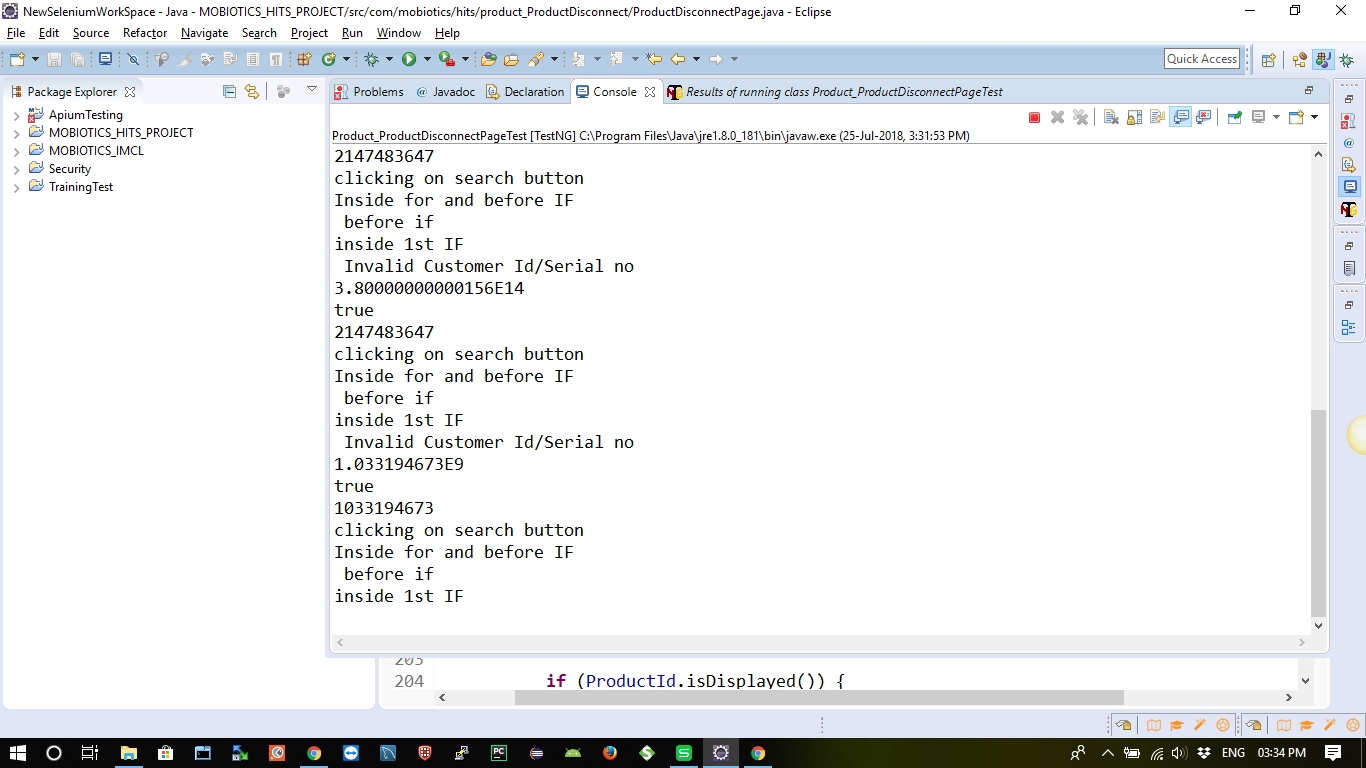 NewSeleniumWorkSpace - Java - MOBIOTICS_HITS_PROJECT/src/com/mobiotics/hits/product_ProductDisconnect/ProductDisconnectPage.java - Eclipse
File Edit Source Refactor Navigate Search Project Run Window Help
Quick Access
Package Explorer
Problems Javadoc Declaration Console Results of running class Product_ProductDisconnectPageTest
ApiumTesting
MOBIOTICS_HITS_PROJECT
MOBIOTICS_IMCL
Security
TrainingTest
Product_ProductDisconnectPageTest [TestNG] C:\Program Files\Java\jre1.8.0_181\bin\javaw.exe (25-Jul-2018, 3:31:53 PM)
2147483647
clicking on search button
Inside for and before IF
before if
inside 1st IF
Invalid Customer Id/Serial no
3.80000000000156E14
true
2147483647
clicking on search button
Inside for and before IF
before if
inside 1st IF
Invalid Customer Id/Serial no
1.033194673E9
true
1033194673
clicking on search button
Inside for and before IF
before if
inside 1st IF
203
204 if (ProductId.isDisplayed()) {
PC ENG 03:34 PM